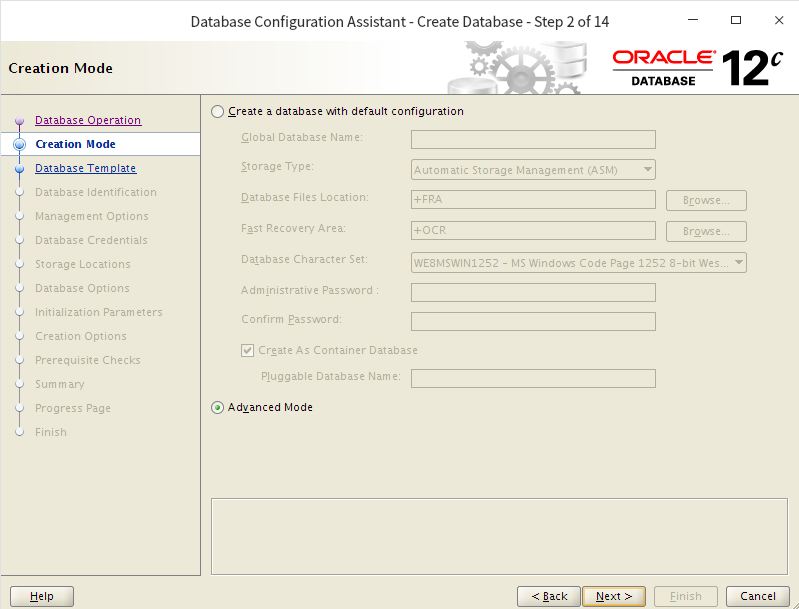 Database Configuration Assistant - Create Database - Step 2 of 14
Creation Mode
ORACLE®
DATABASE
12c
Database Operation
Creation Mode
Database Template
Database Identification
Management Options
Database Credentials
Storage Locations
Database Options
Initialization Parameters
Creation Options
Prerequisite Checks
Summary
Progress Page
Finish
Create a database with default configuration
Global Database Name:
Storage Type: Automatic Storage Management (ASM)
Database Files Location: +FRA Browse...
Fast Recovery Area: +OCR Browse...
Database Character Set: WE8MSWIN1252 - MS Windows Code Page 1252 8-bit Wes...
Administrative Password :
Confirm Password:
Create As Container Database
Pluggable Database Name:
Advanced Mode
Help < Back Next > Finish Cancel